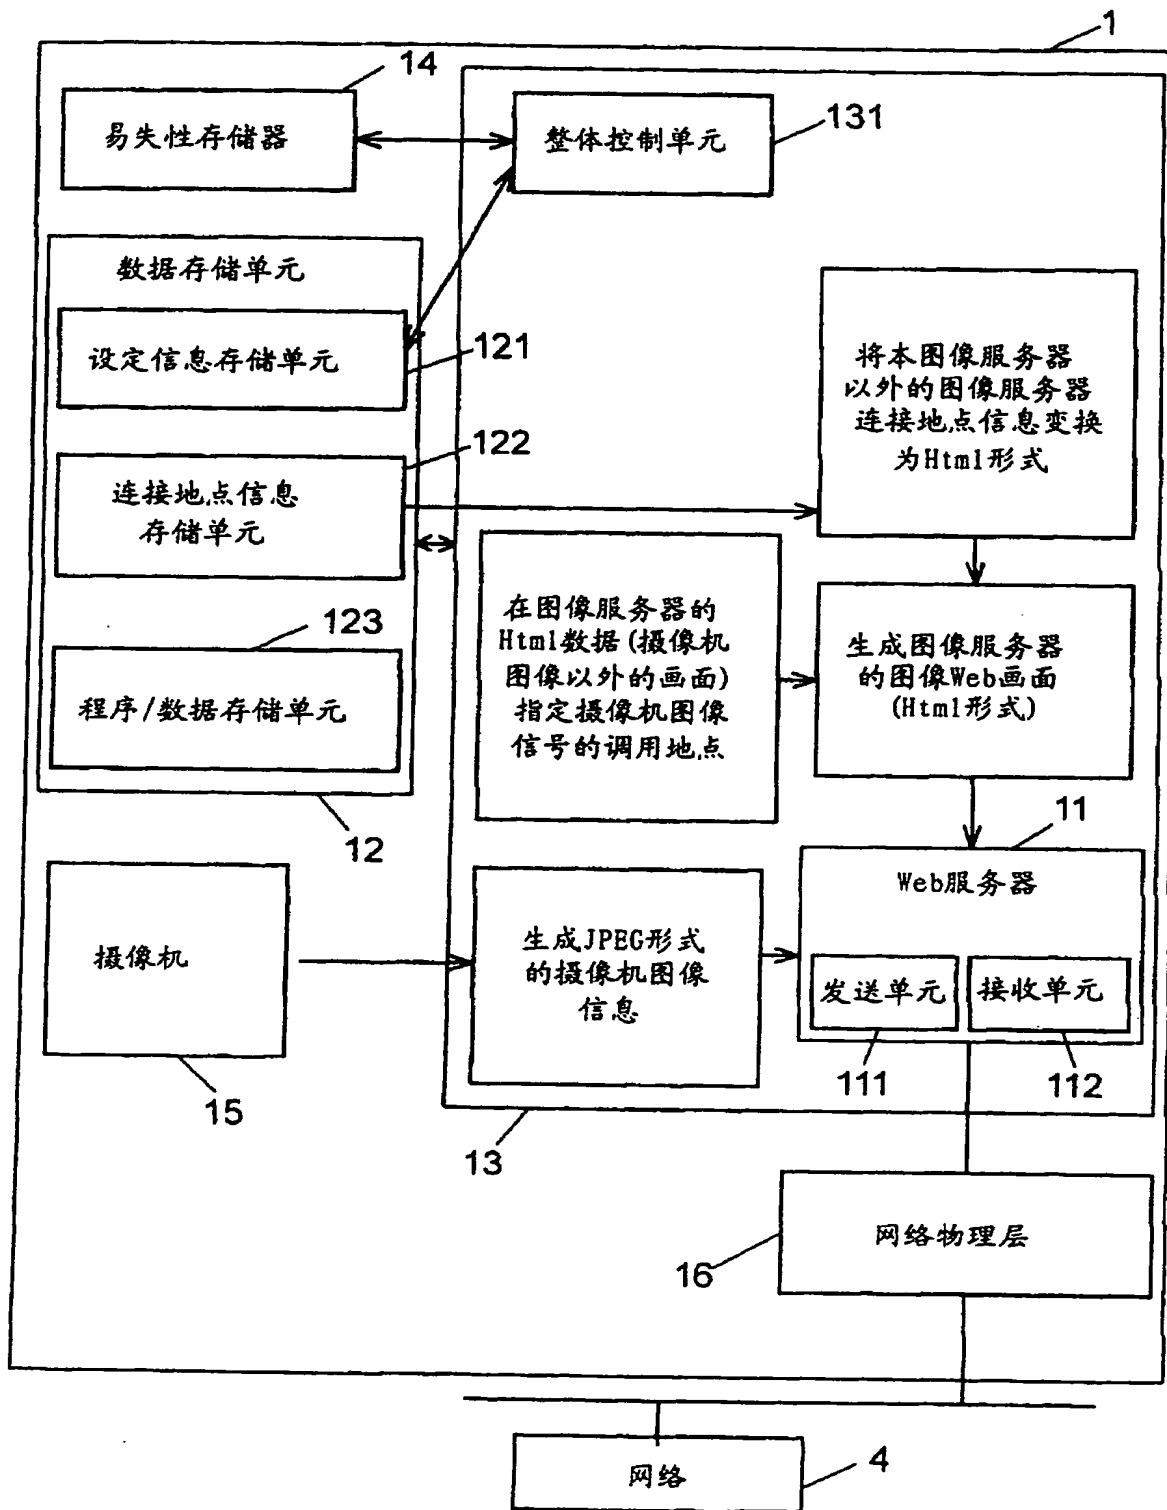 1
14
易失性存储器
整体控制单元
131
数据存储单元
设定信息存储单元
121
将本图像服务器
以外的图像服务器
连接地点信息变换
为Html形式
122
连接地点信息
存储单元
在图像服务器的
Html数据(摄像机
图像以外的画面)
指定摄像机图像
信号的调用地点
生成图像服务器
的图像Web画面
(Html形式)
123
程序/数据存储单元
12
11
Web服务器
摄像机
生成JPEG形式
的摄像机图像
信息
发送单元
接收单元
111
112
15
13
网络物理层
16
网络
4